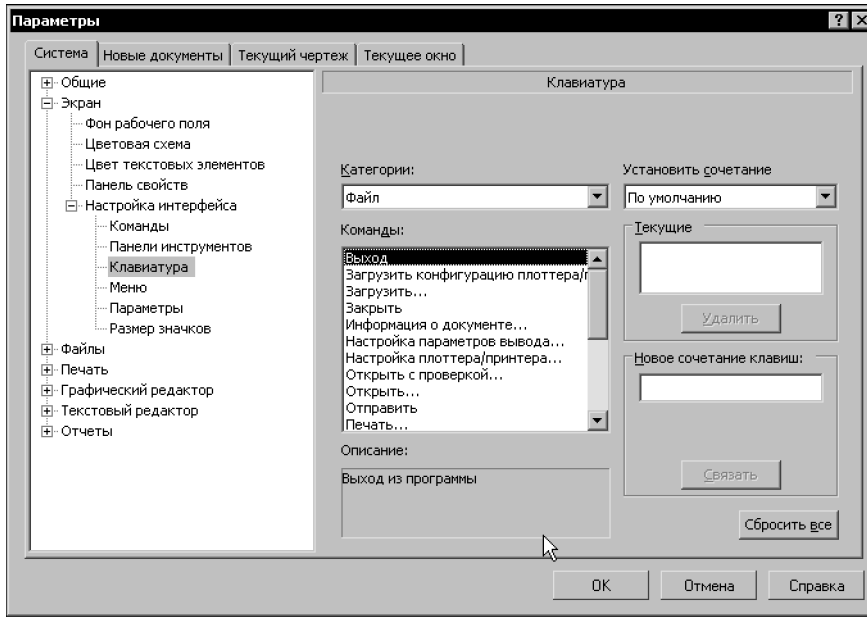 Параметры
Система
Новые документы
Текущий чертеж
Текущее окно
Общие
Экран
Фон рабочего поля
Цветовая схема
Цвет текстовых элементов
Панель свойств
Настройка интерфейса
Команды
Панели инструментов
Клавиатура
Меню
Параметры
Размер значков
Файлы
Печать
Графический редактор
Текстовый редактор
Отчеты
Клавиатура
Категории:
Файл
Команды:
Выход
Загрузить конфигурацию плоттера/г
Загрузить...
Закрыть
Информация о документе...
Настройка параметров вывода...
Настройка плоттера/принтера...
Открыть с проверкой...
Открыть...
Отправить
Печать...
Описание:
Выход из программы
Установить сочетание
По умолчанию
Текущие
Удалить
Новое сочетание клавиш:
Связать
Сбросить все
OK
Отмена
Справка